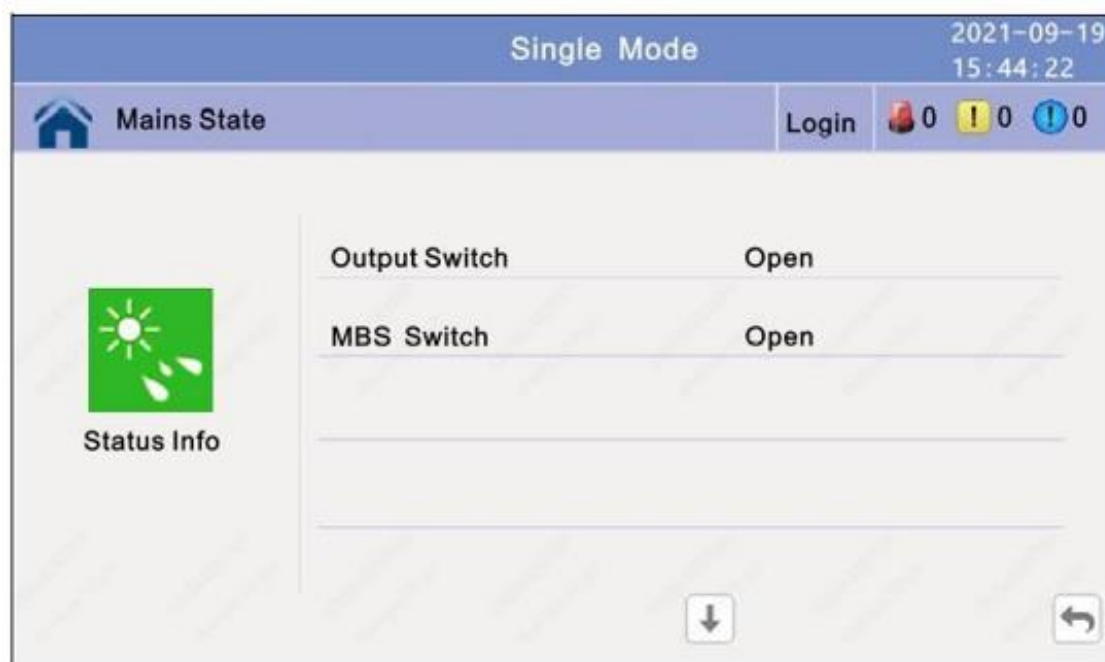 Single Mode
2021-09-19
15:44:22
Mains State
Login
0
! 0
! 0
Output Switch Open
MBS Switch Open
Status Info